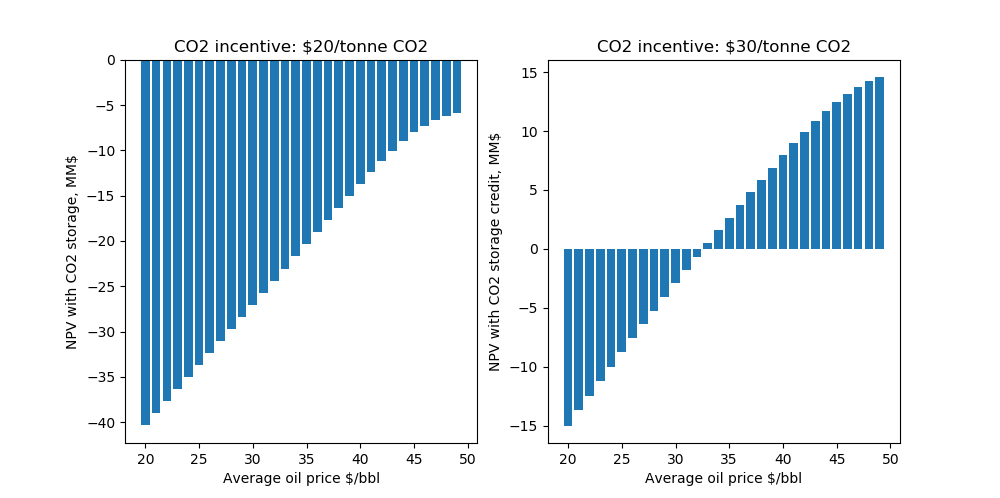 CO2 incentive: $20/tonne CO2
0
−5
−10
−15
−20
−25
−30
−35
−40
NPV with CO2 storage, MM$
20 25 30 35 40 45 50
Average oil price $/bbl
CO2 incentive: $30/tonne CO2
15
10
5
0
−5
−10
−15
NPV with CO2 storage credit, MM$
20 25 30 35 40 45 50
Average oil price $/bbl